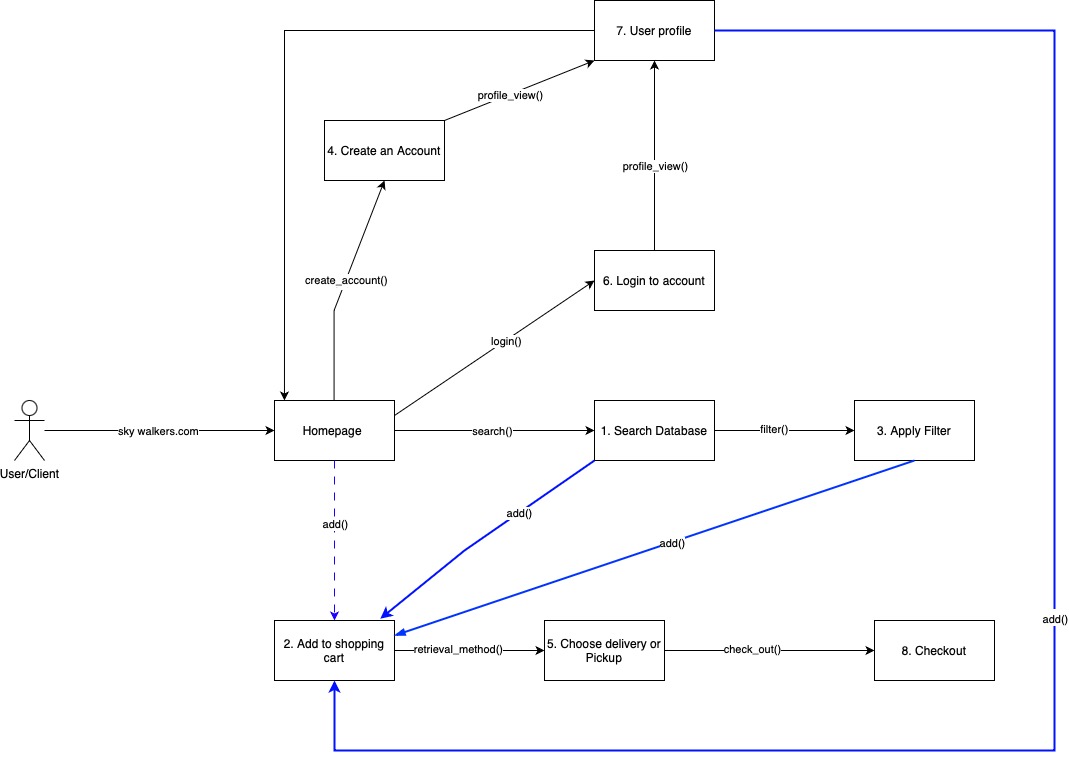 7. User profile
profile_view()
4. Create an Account
profile_view()
create_account()
6. Login to account
login()
User/Client
sky walkers.com
Homepage
search()
1. Search Database
filter()
3. Apply Filter
add()
add()
add()
add()
2. Add to shopping
cart
retrieval_method()
5. Choose delivery or
Pickup
check_out()
8. Checkout